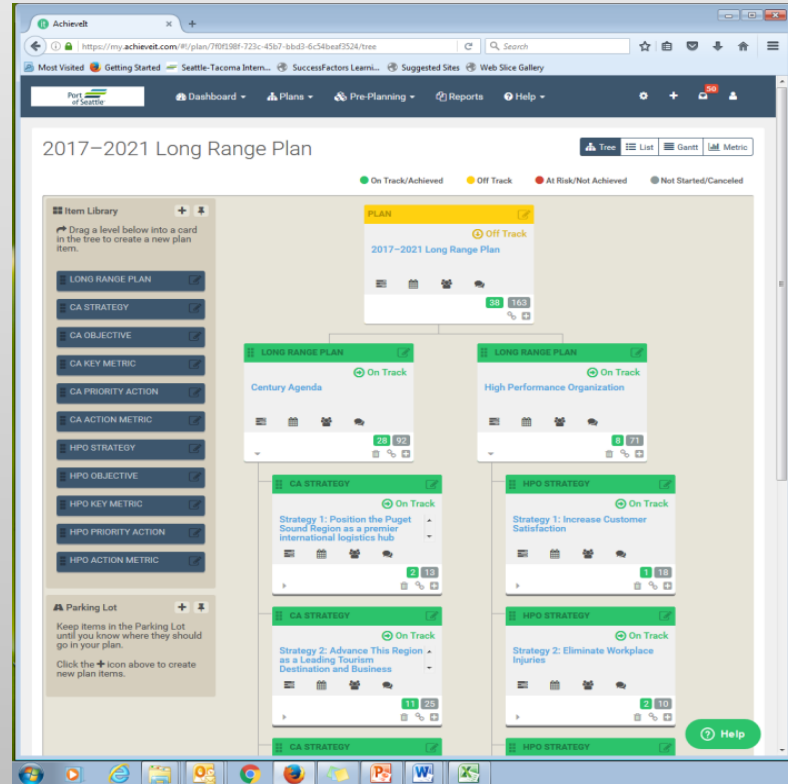 AchieveIt
https://my.achieveit.com/#!/plan/7f0f198f-723c-45b7-bbd3-6c54beaf3524/tree
Search
Most Visited Getting Started Seattle-Tacoma Intern... SuccessFactors Learni... Suggested Sites Web Slice Gallery
Port of Seattle
Dashboard Plans Pre-Planning Reports Help 50
2017–2021 Long Range Plan
Tree List Gantt Metric
On Track/Achieved Off Track At Risk/Not Achieved Not Started/Canceled
Item Library
Drag a level below into a card
in the tree to create a new plan
item.
LONG RANGE PLAN
CA STRATEGY
CA OBJECTIVE
CA KEY METRIC
CA PRIORITY ACTION
CA ACTION METRIC
HPO STRATEGY
HPO OBJECTIVE
HPO KEY METRIC
HPO PRIORITY ACTION
HPO ACTION METRIC
Parking Lot
Keep items in the Parking Lot
until you know where they should
go in your plan.
Click the + icon above to create
new plan items.
PLAN
Off Track
2017–2021 Long Range Plan
38 163
LONG RANGE PLAN
On Track
Century Agenda
28 92
LONG RANGE PLAN
On Track
High Performance Organization
8 71
CA STRATEGY
On Track
Strategy 1: Position the Puget
Sound Region as a premier
international logistics hub
2 13
HPO STRATEGY
On Track
Strategy 1: Increase Customer
Satisfaction
1 18
CA STRATEGY
On Track
Strategy 2: Advance This Region
as a Leading Tourism
Destination and Business
11 25
HPO STRATEGY
On Track
Strategy 2: Eliminate Workplace
Injuries
2 10
CA STRATEGY
HPO STRATEGY
Help